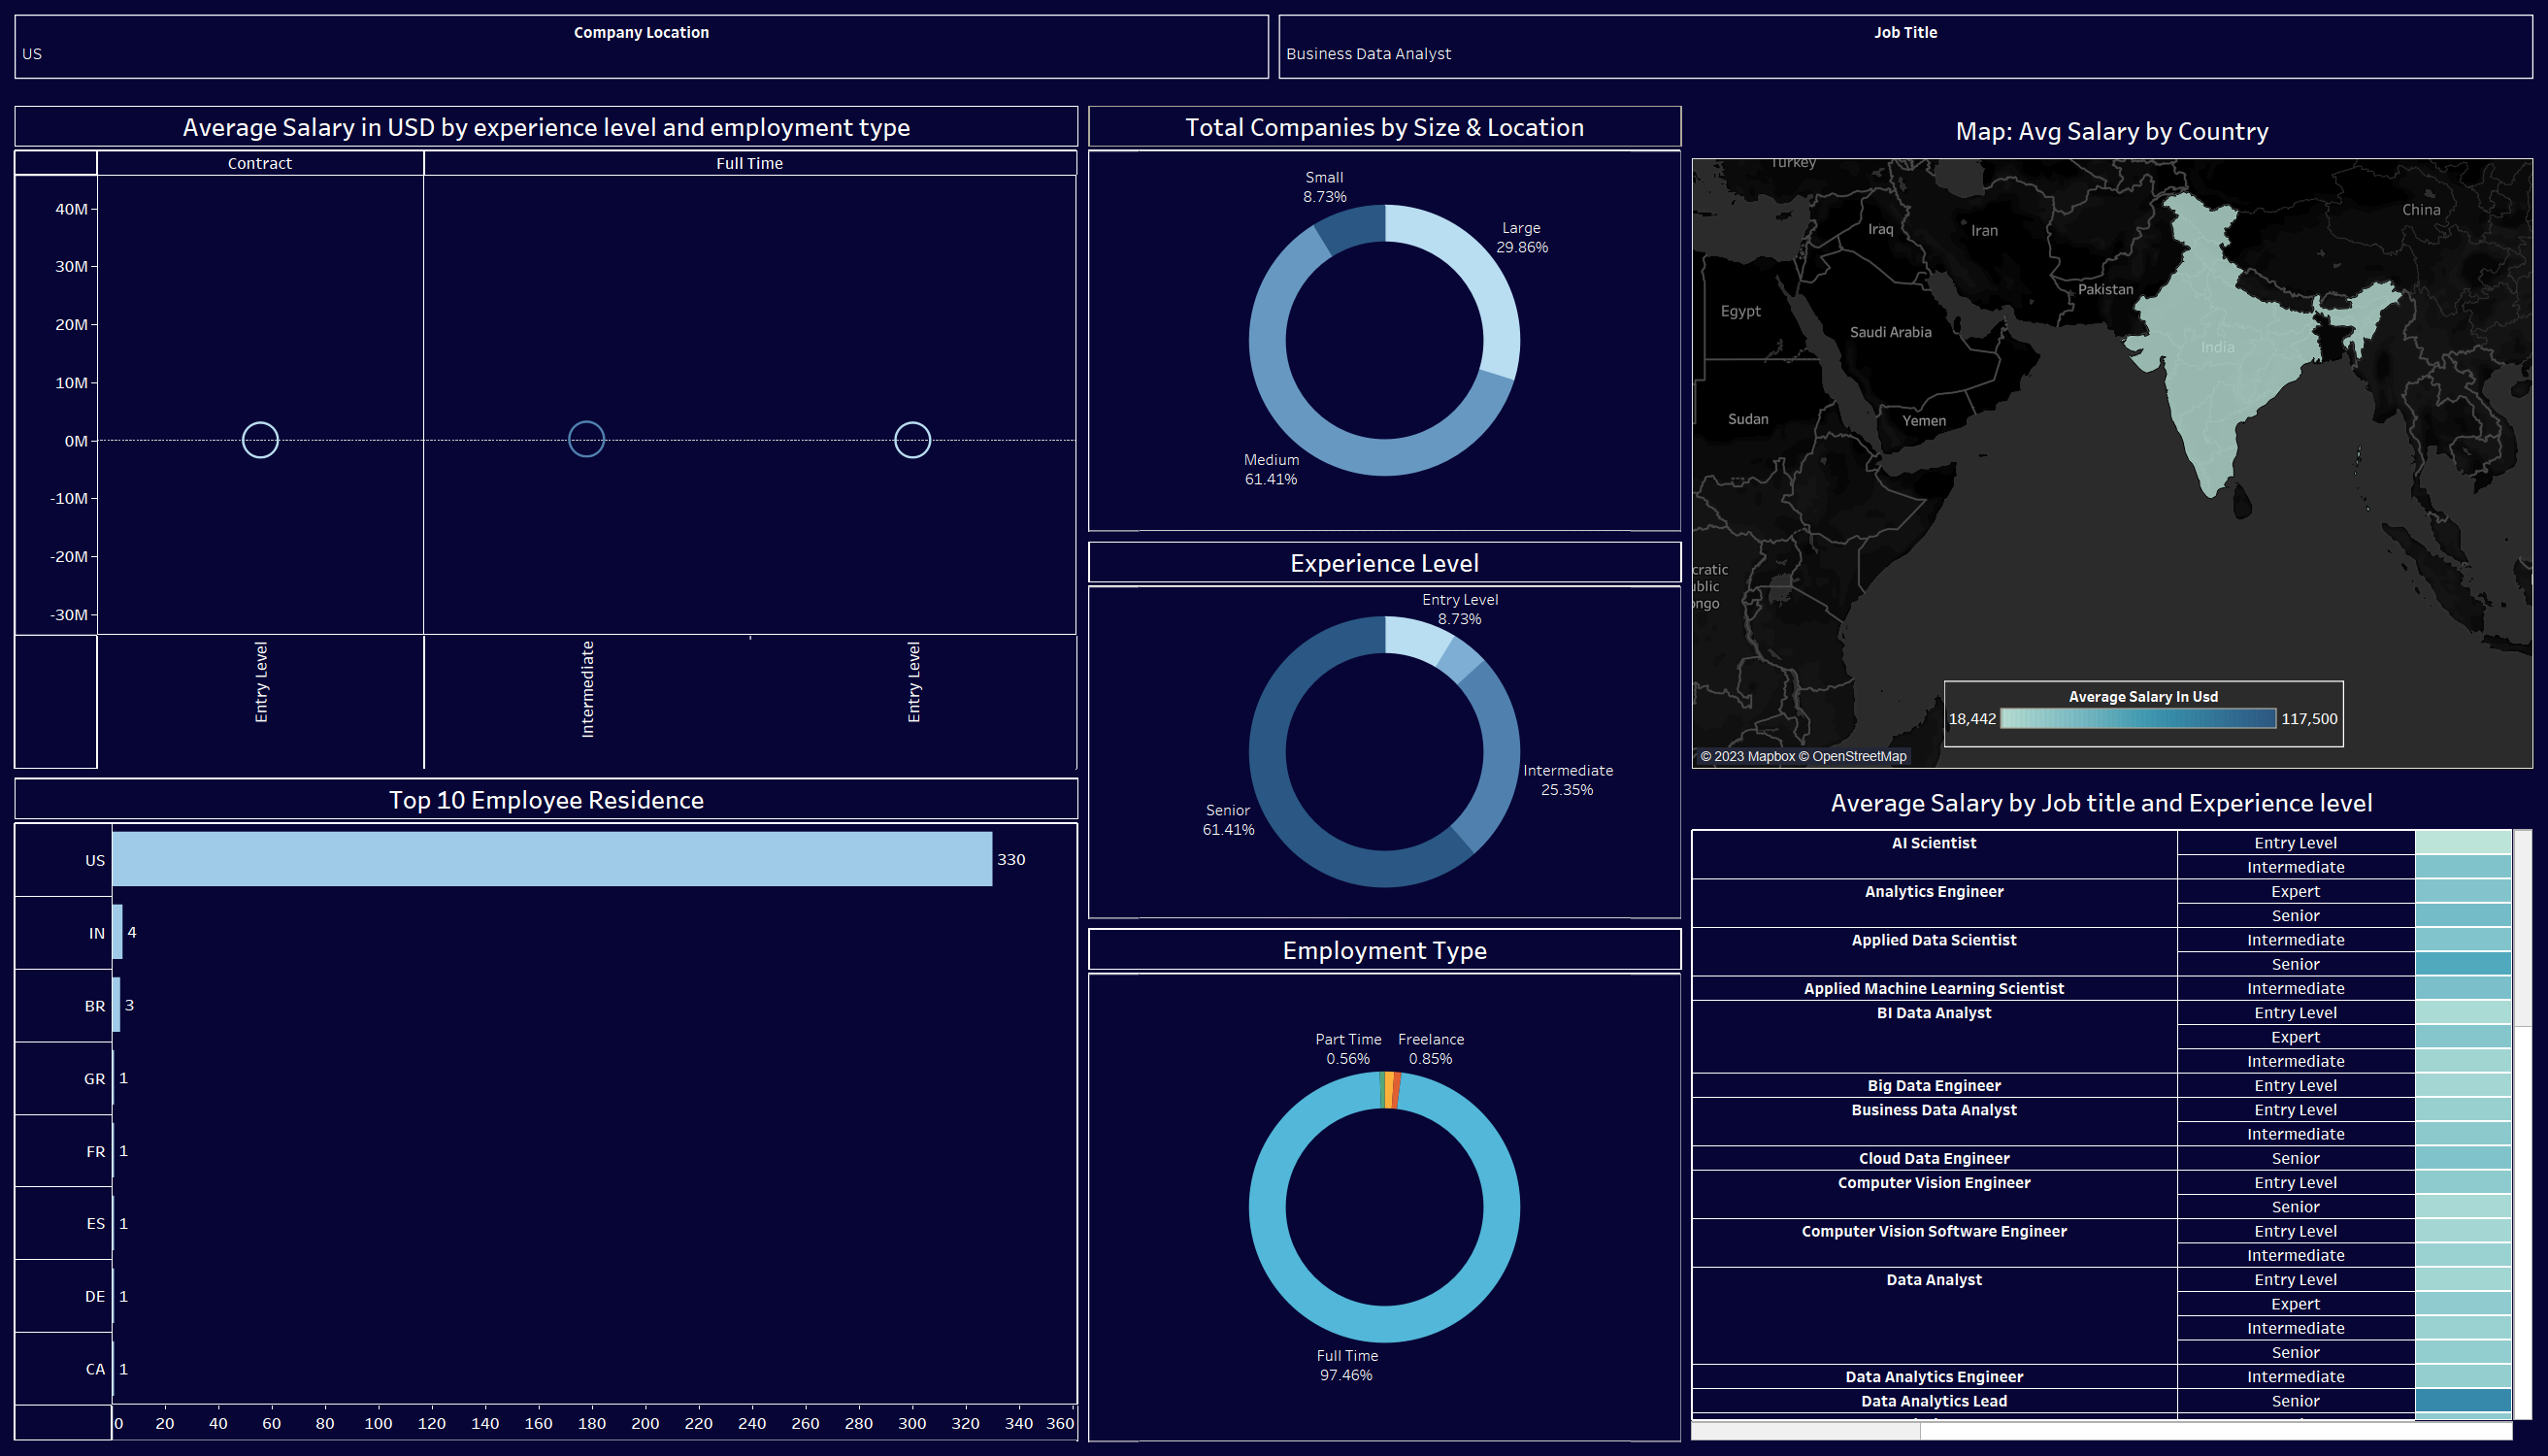 Company Location
US
Job Title
Business Data Analyst
Average Salary in USD by experience level and employment type
Contract
Full Time
40M
30M
20M
10M
0M
-10M
-20M
-30M
Entry Level
Intermediate
Entry Level
Total Companies by Size & Location
Small
8.73%
Large
29.86%
Medium
61.41%
Map: Avg Salary by Country
Turkey
China
Iraq
Iran
Pakistan
Egypt
Saudi Arabia
India
Sudan
Yemen
cratic
ublic
ongo
Average Salary In Usd
18,442
117,500
© 2023 Mapbox © OpenStreetMap
Experience Level
Entry Level
8.73%
Intermediate
25.35%
Senior
61.41%
Top 10 Employee Residence
US
330
IN
4
BR
3
GR
1
FR
1
ES
1
DE
1
CA
1
0 20 40 60 80 100 120 140 160 180 200 220 240 260 280 300 320 340 360
Employment Type
Part Time
0.56%
Freelance
0.85%
Full Time
97.46%
Average Salary by Job title and Experience level
AI Scientist Entry Level
Intermediate
Analytics Engineer Expert
Senior
Applied Data Scientist Intermediate
Senior
Applied Machine Learning Scientist Intermediate
BI Data Analyst Entry Level
Expert
Intermediate
Big Data Engineer Entry Level
Business Data Analyst Entry Level
Intermediate
Cloud Data Engineer Senior
Computer Vision Engineer Entry Level
Senior
Computer Vision Software Engineer Entry Level
Intermediate
Data Analyst Entry Level
Expert
Intermediate
Senior
Data Analytics Engineer Intermediate
Data Analytics Lead Senior